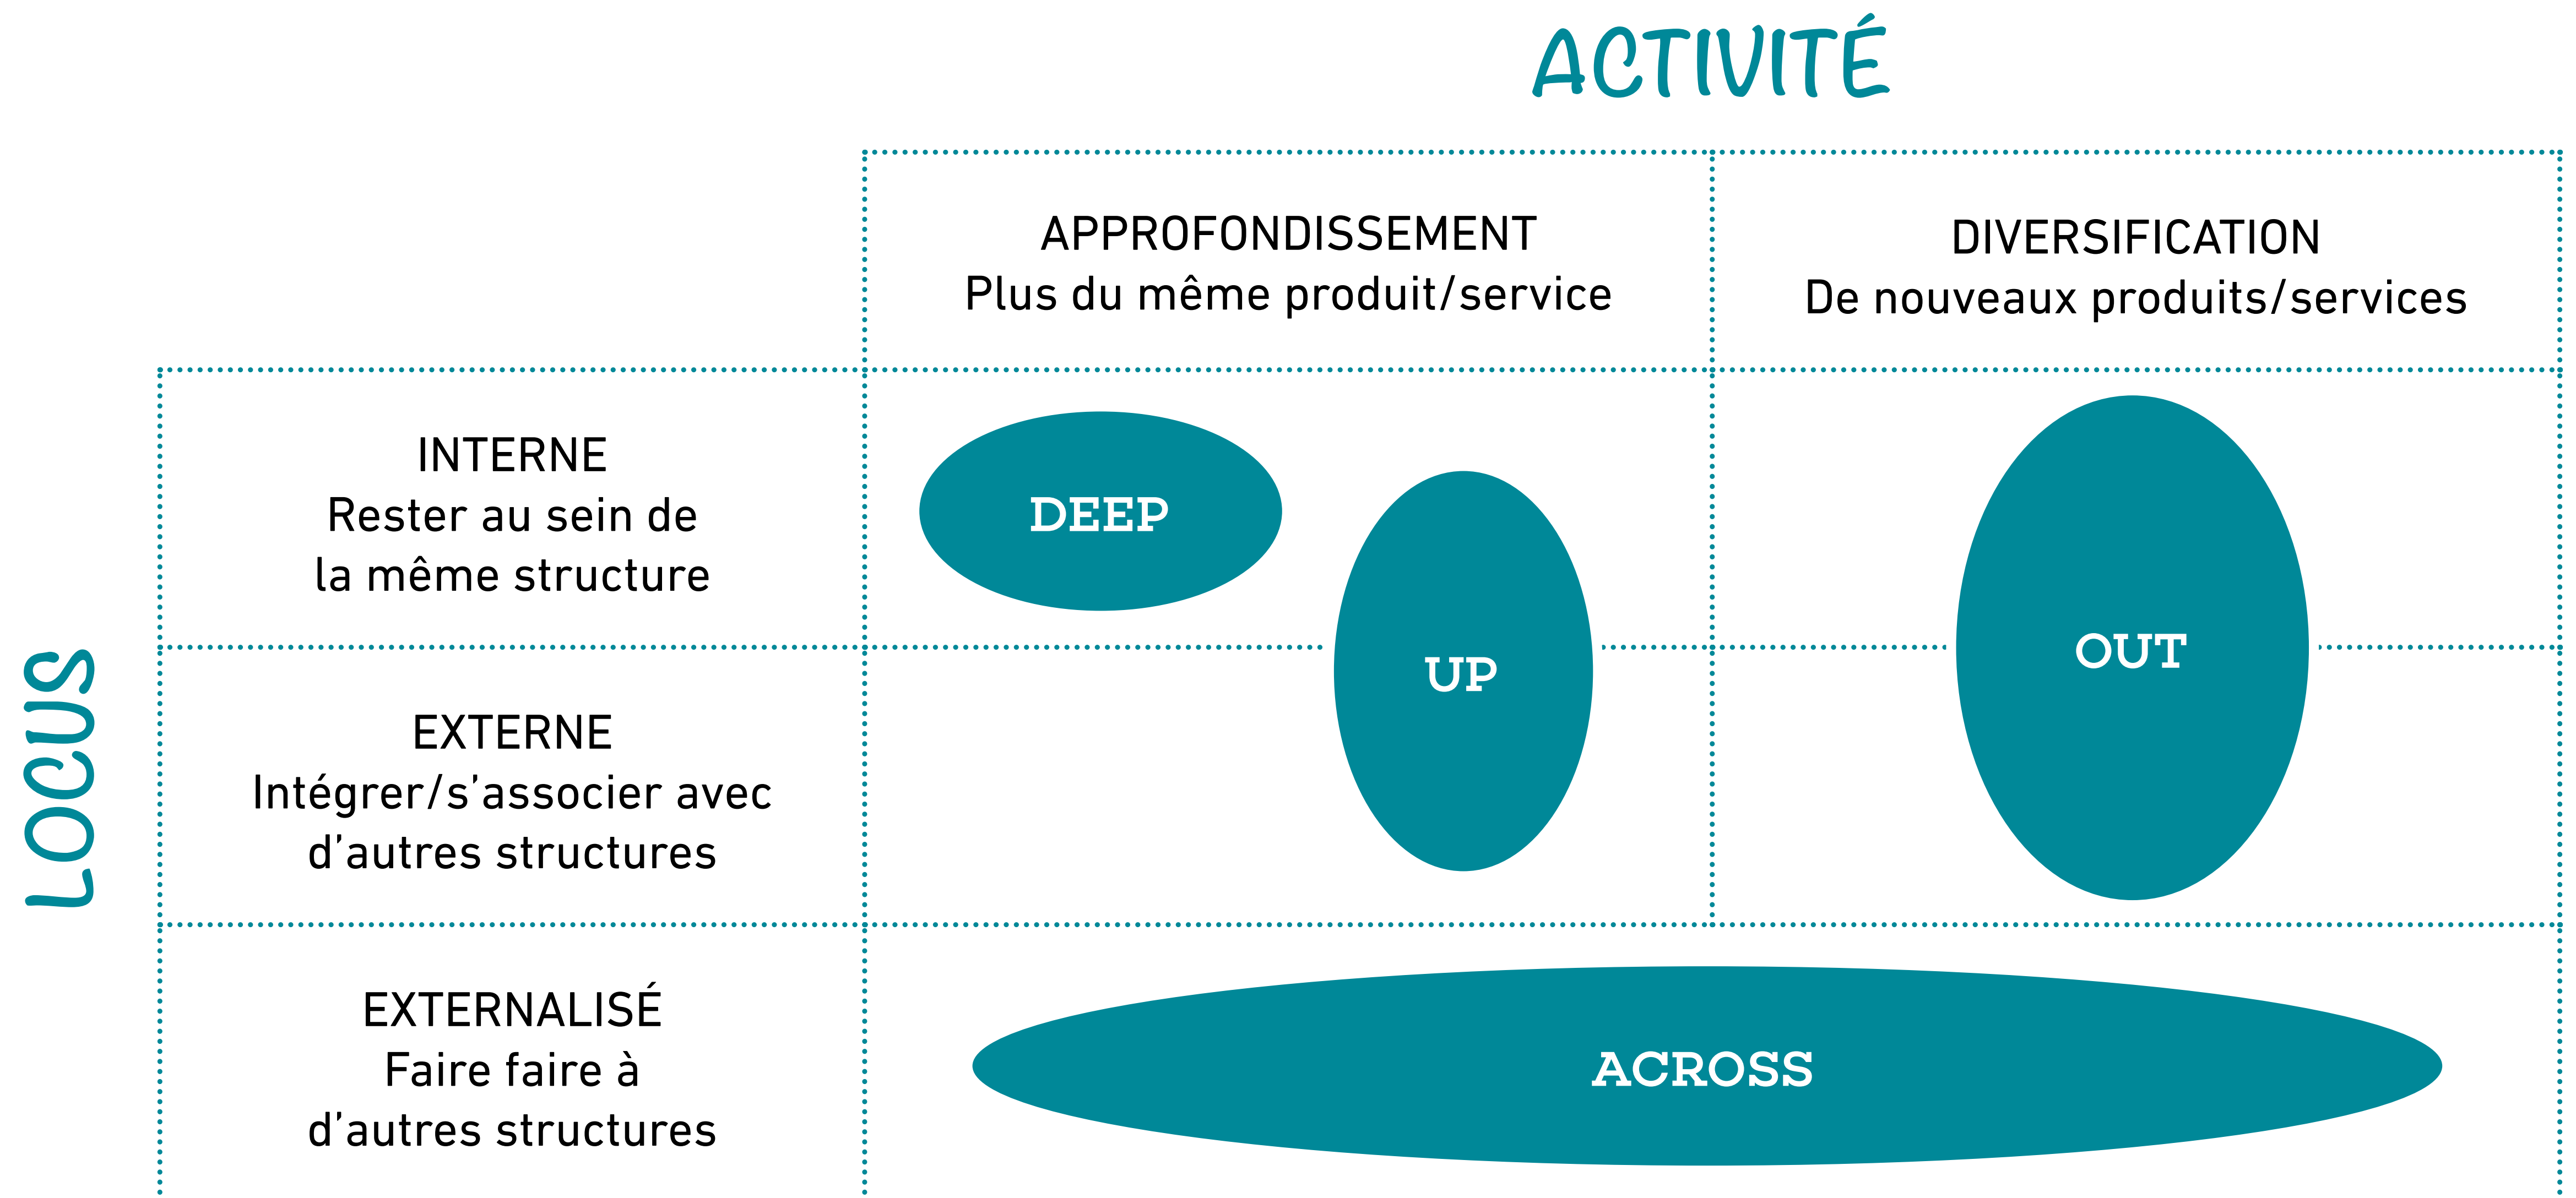 ACTIVITÉ
APPROFONDISSEMENT
Plus du même produit/service
DIVERSIFICATION
De nouveaux produits/services
LOCUS
INTERNE
Rester au sein de
la même structure
DEEP
UP
OUT
EXTERNE
Intégrer/s’associer avec
d’autres structures
EXTERNALISÉ
Faire faire à
d’autres structures
ACROSS